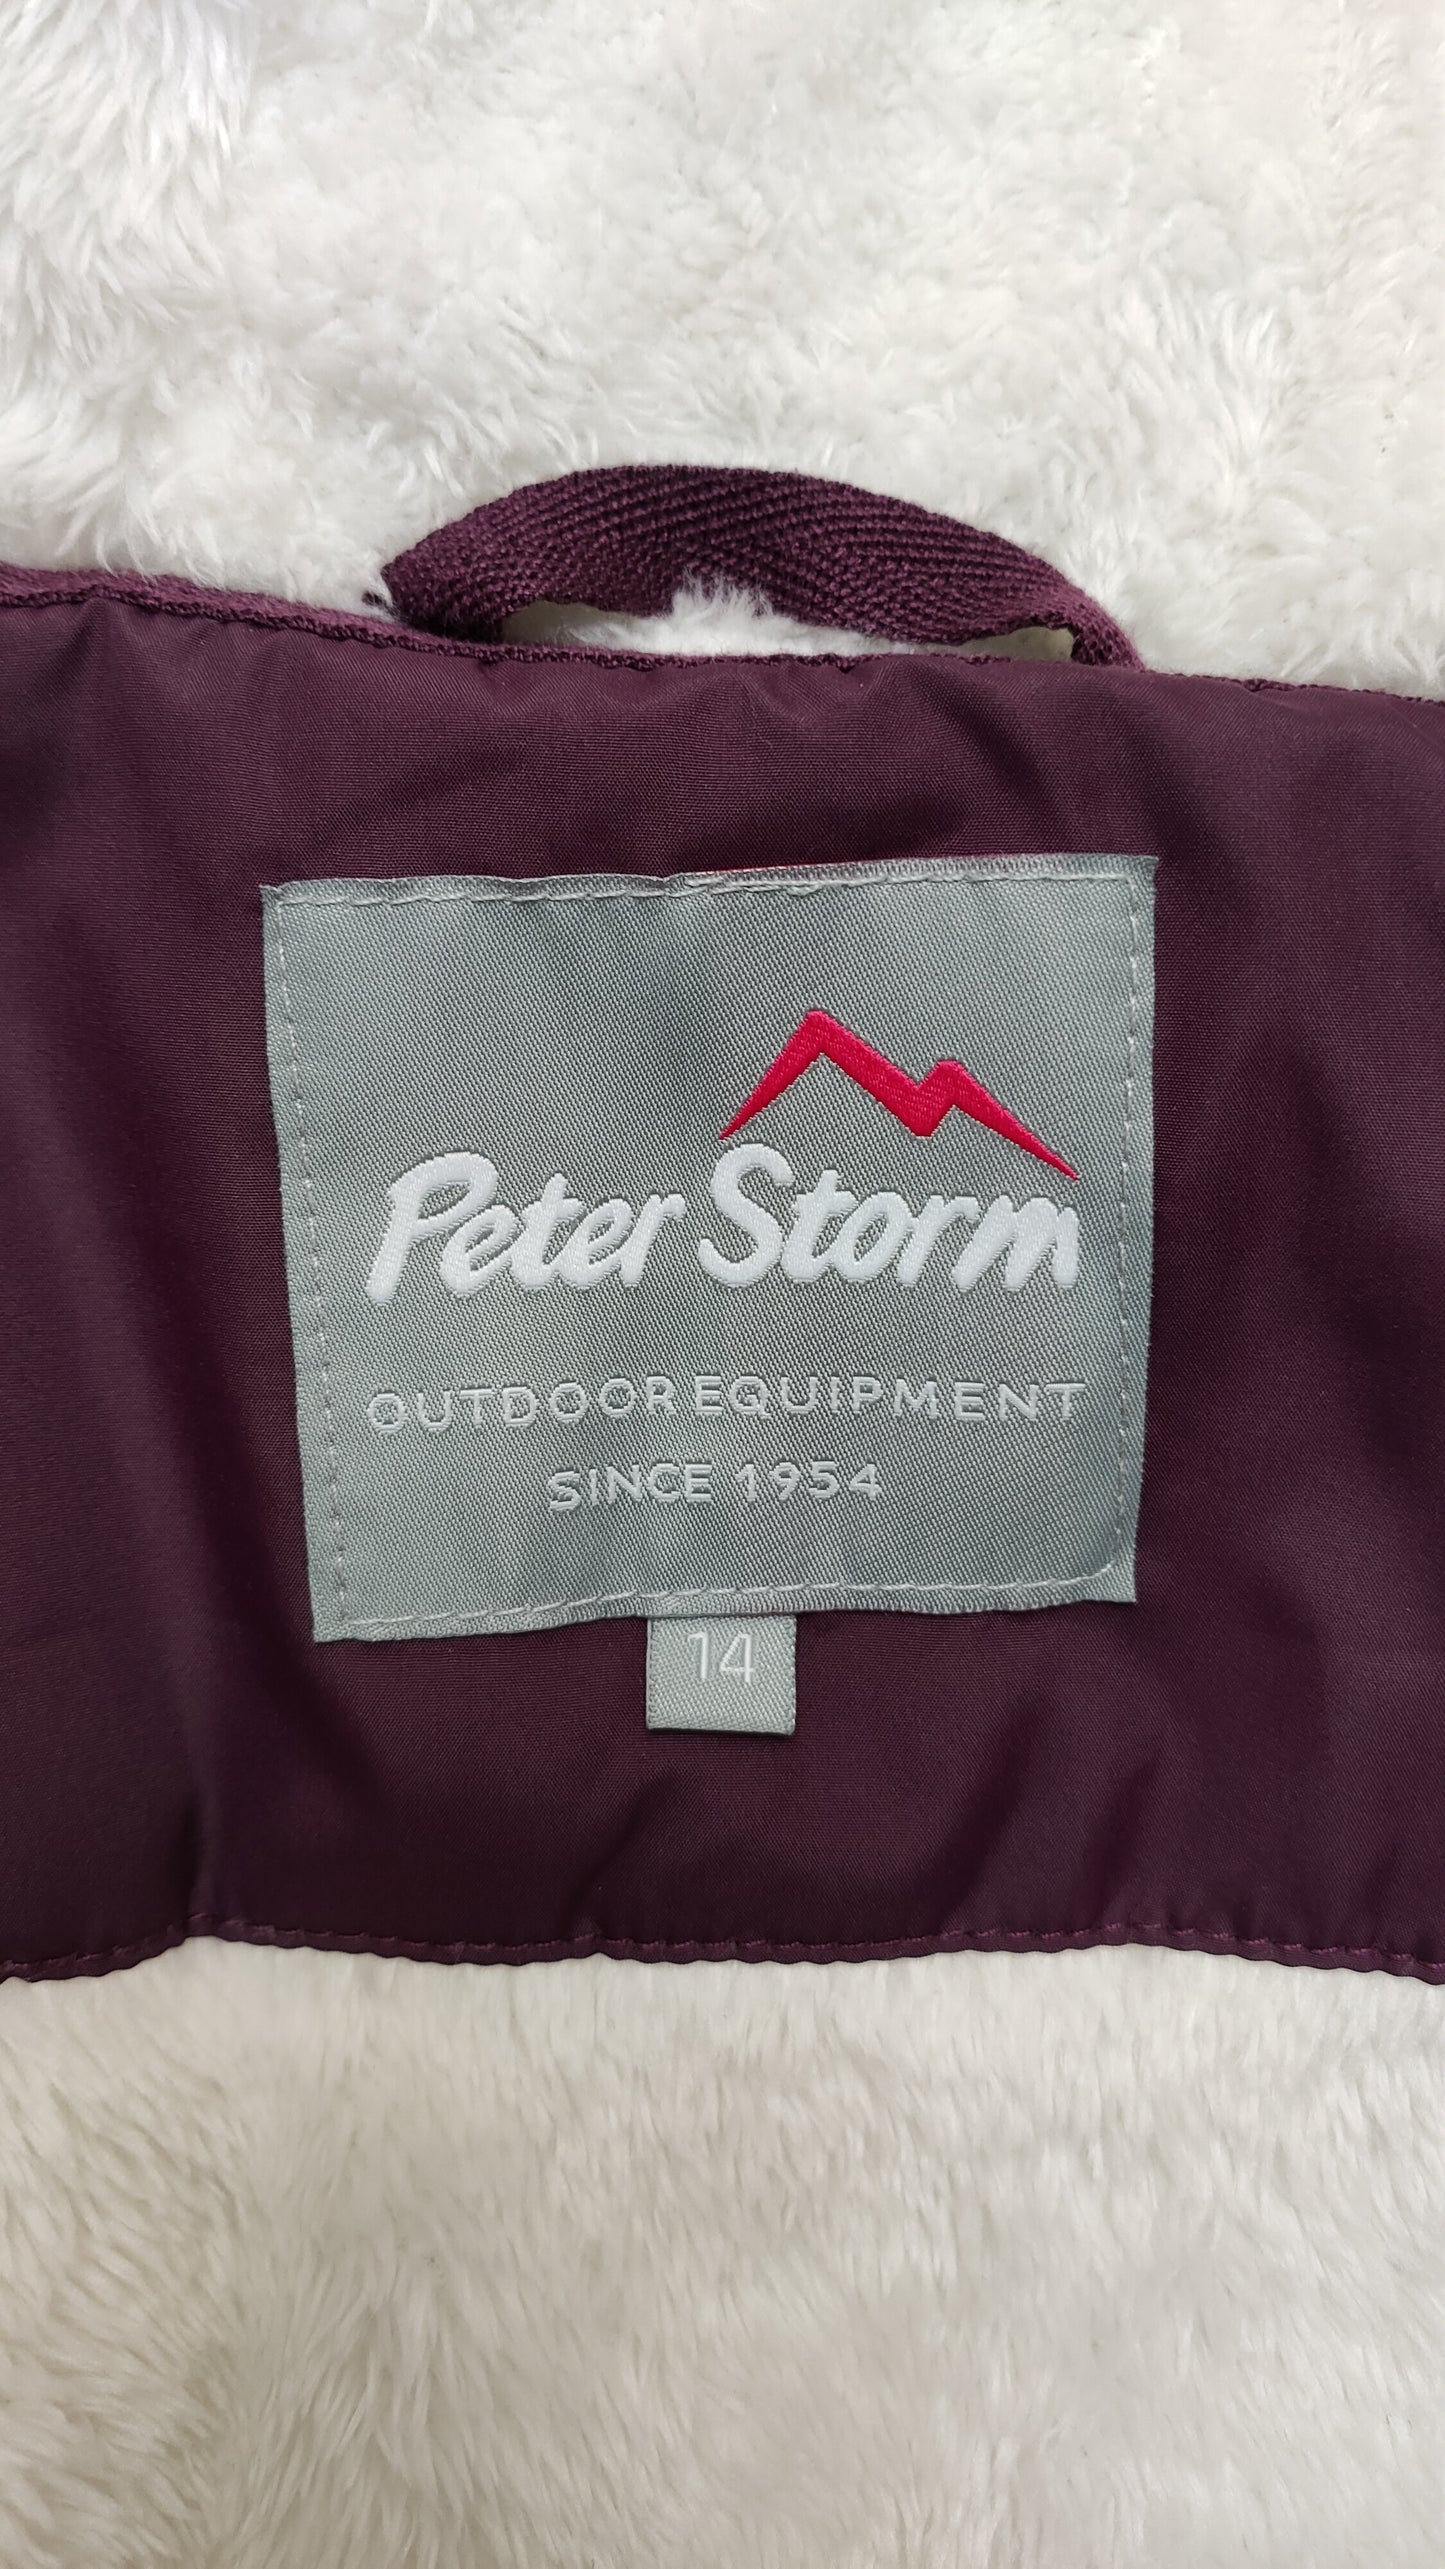 Peter Storm
OUTDOOR EQUIPMENT
SINCE 1954
14